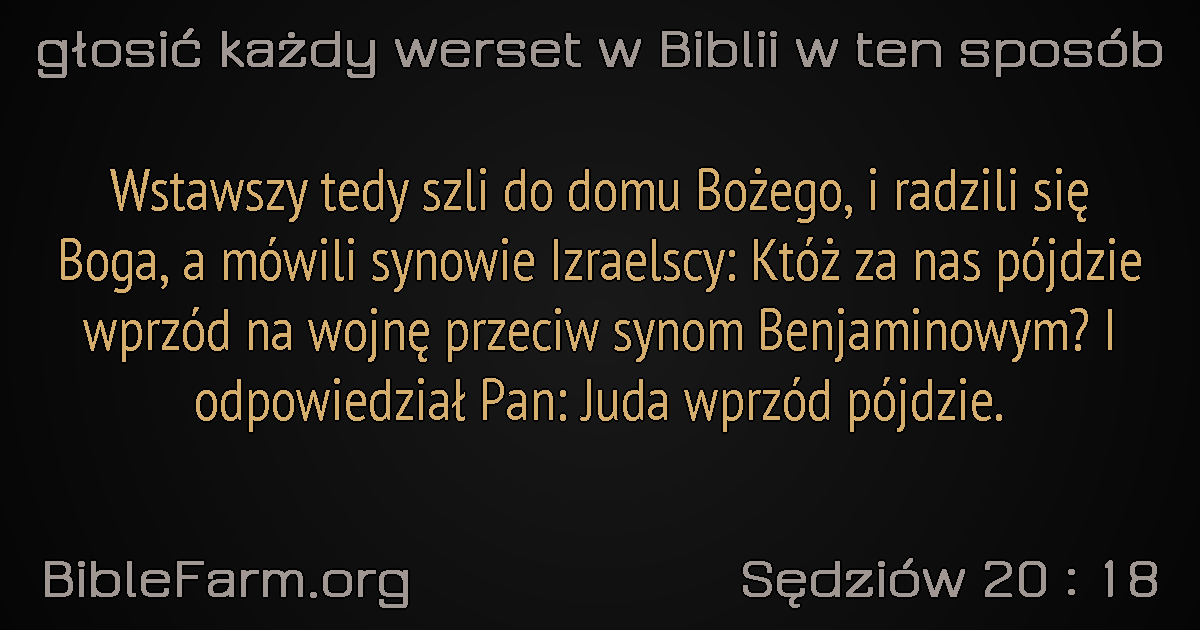 głosić każdy werset w Biblii w ten sposób
Wstawszy tedy szli do domu Bożego, i radzili się
Boga, a mówili synowie Izraelscy: Któż za nas pójdzie
wprzód na wojnę przeciw synom Benjaminowym? I
odpowiedział Pan: Juda wprzód pójdzie.
BibleFarm.org
Sędziów 20 : 18